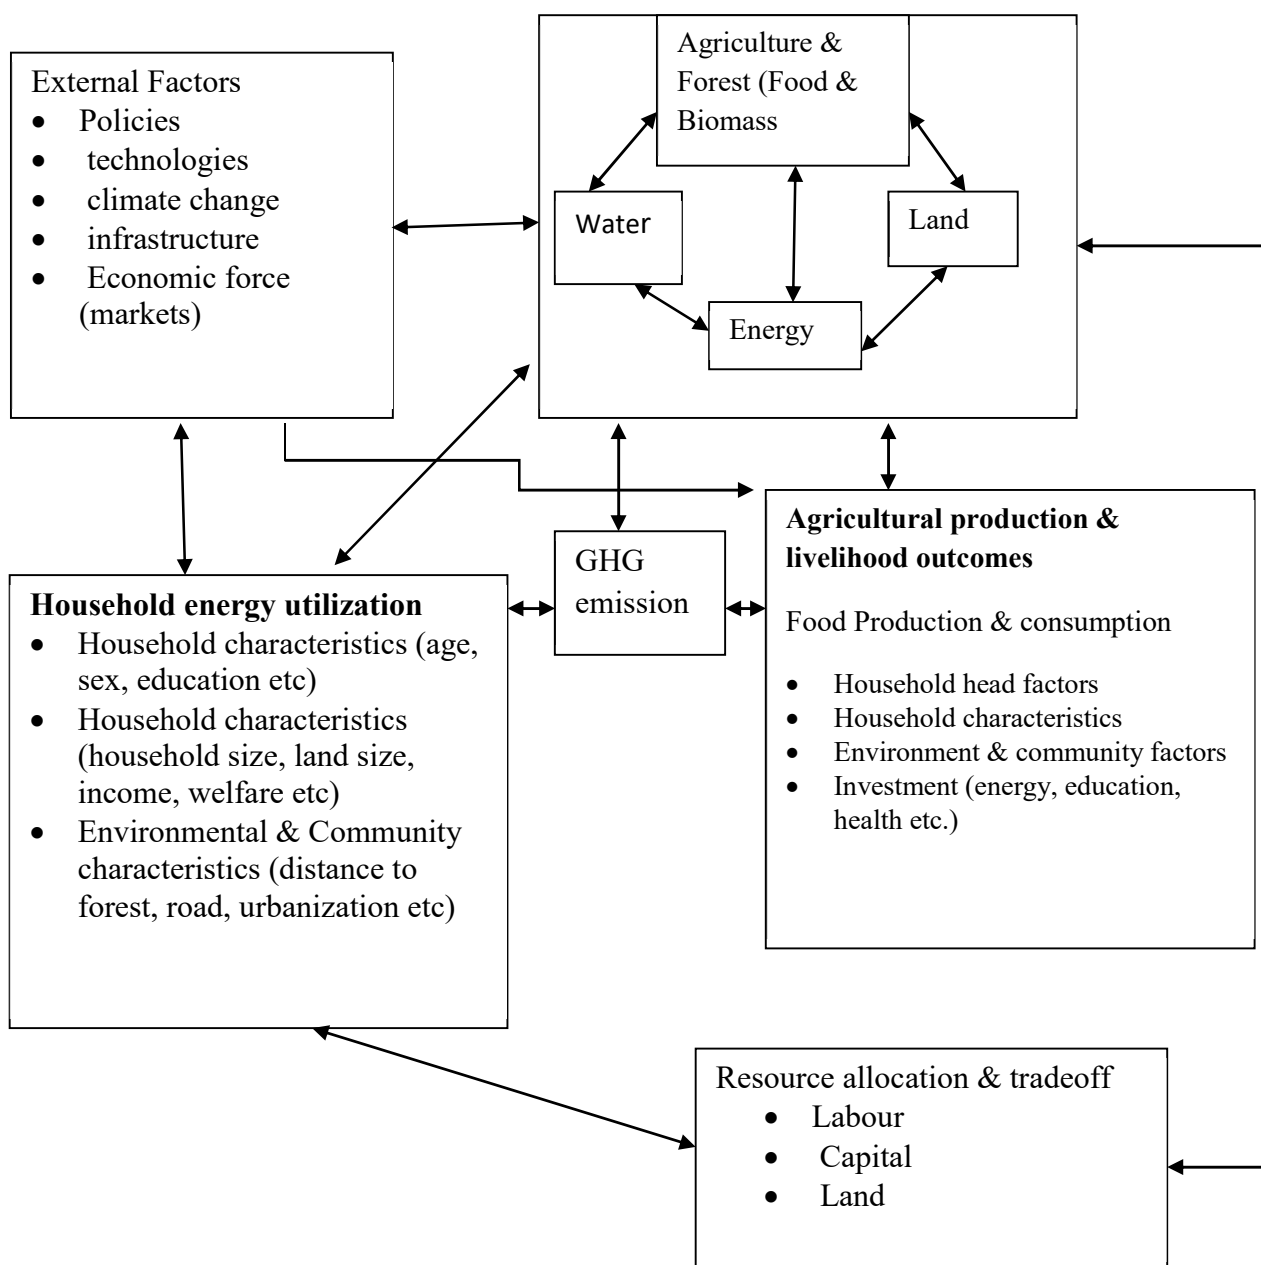 External Factors
• Policies
• technologies
• climate change
• infrastructure
• Economic force
(markets)
Agriculture &
Forest (Food &
Biomass
Water
Land
Energy
GHG
emission
Agricultural production &
livelihood outcomes
Food Production & consumption
• Household head factors
• Household characteristics
• Environment & community factors
• Investment (energy, education,
health etc.)
Household energy utilization
• Household characteristics (age,
sex, education etc)
• Household characteristics
(household size, land size,
income, welfare etc)
• Environmental & Community
characteristics (distance to
forest, road, urbanization etc)
Resource allocation & tradeoff
• Labour
• Capital
• Land